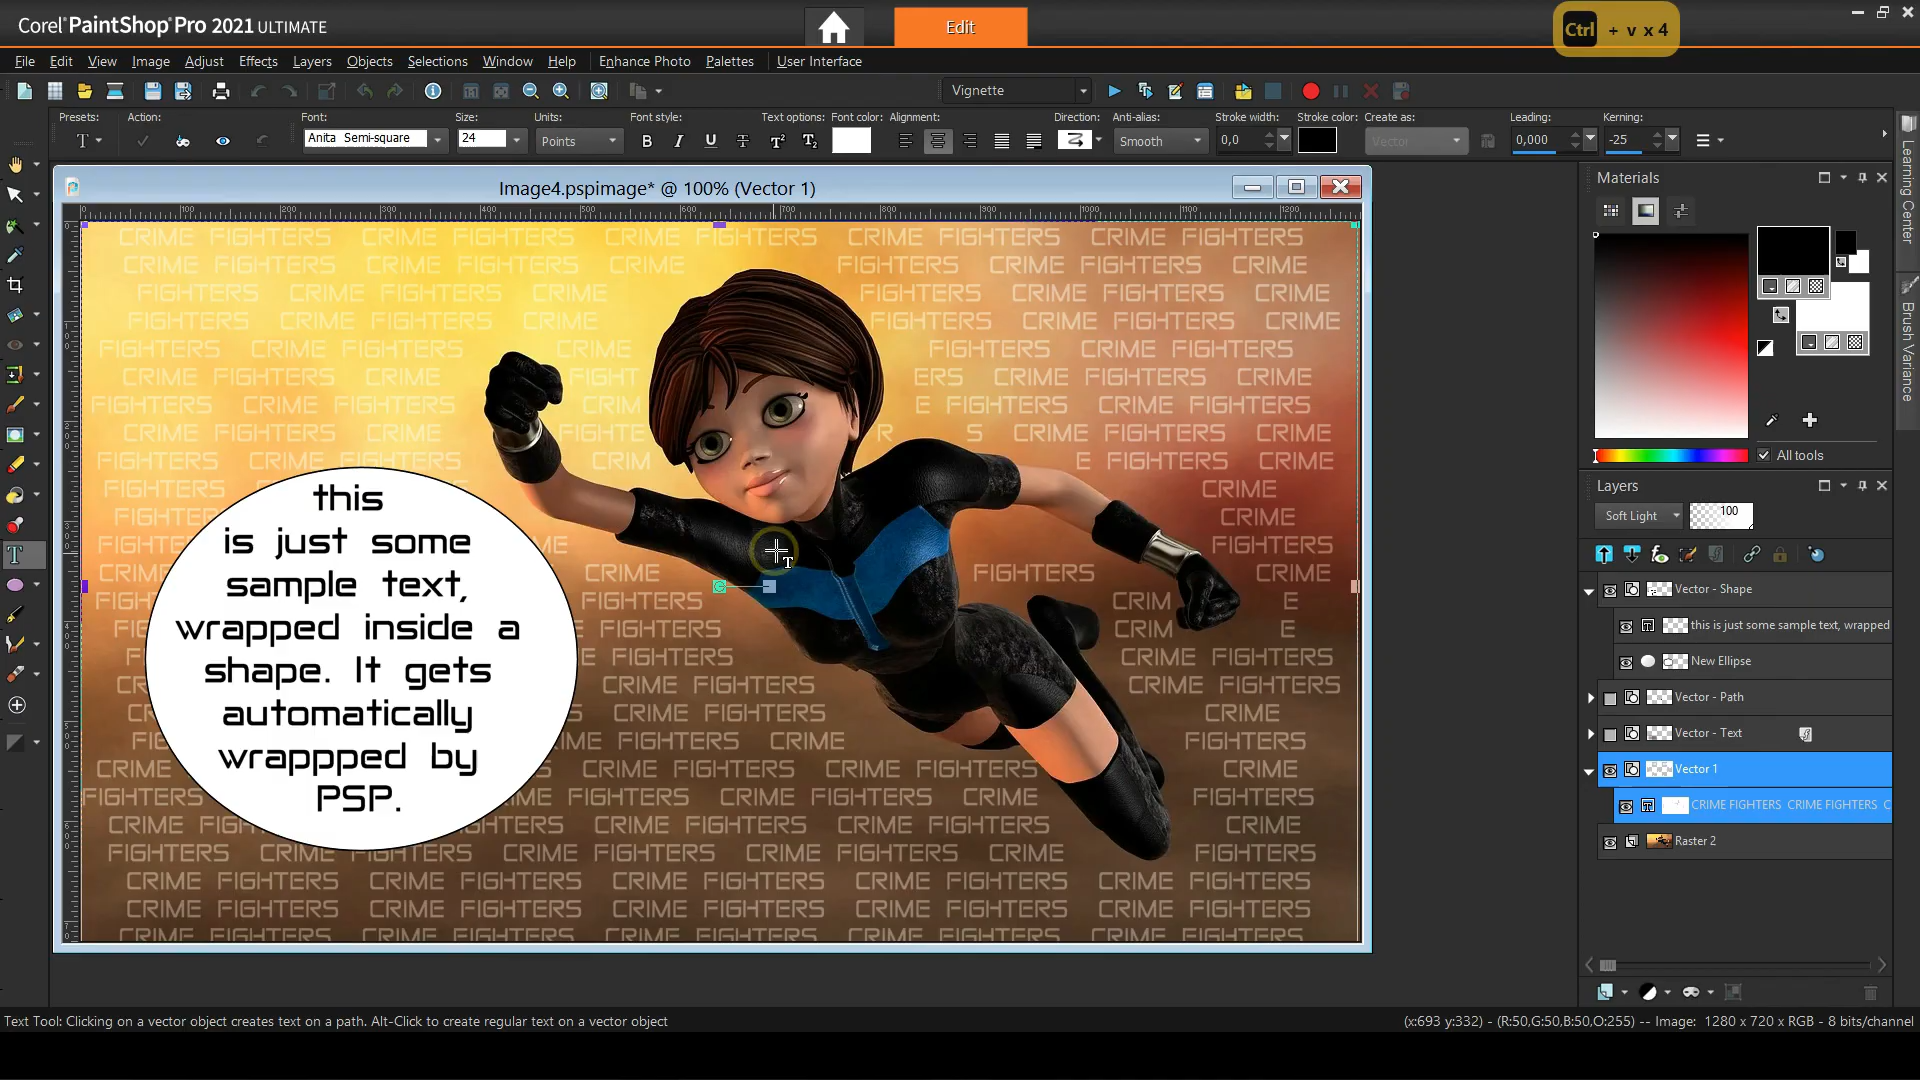 Corel PaintShop Pro 2021 ULTIMATE
Edit
Ctrl + v x 4
File Edit View Image Adjust Effects Layers Objects Selections Window Help Enhance Photo Palettes User Interface
Vignette
Presets: Action: Font: Size: Units: Font style: Text options: Font color: Alignment: Direction: Anti-alias: Stroke width: Stroke color: Create as: Leading: Kerning:
Anita Semi-square 24 Points Smooth 0,0 Vector 0,000 -25
Image4.pspimage* @ 100% (Vector 1)
CRIME FIGHTERS CRIME FIGHTERS CRIME FIGHTERS CRIME FIGHTERS CRIME FIGHTERS
this
is just some
sample text,
wrapped inside a
shape. It gets
automatically
wrappped by
PSP.
Materials
All tools
Layers
Soft Light 100
Vector - Shape
this is just some sample text, wrapped
New Ellipse
Vector - Path
Vector - Text
Vector 1
CRIME FIGHTERS CRIME FIGHTERS C
Raster 2
Learning Center
Brush Variance
Text Tool: Clicking on a vector object creates text on a path. Alt-Click to create regular text on a vector object
(x:693 y:332) - (R:50,G:50,B:50,O:255) -- Image: 1280 x 720 x RGB - 8 bits/channel